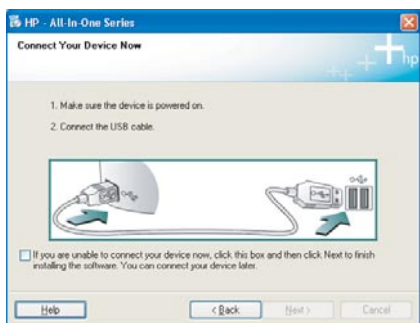 HP - All-In-One Series
Connect Your Device Now
hp
1. Make sure the device is powered on.
2. Connect the USB cable.
If you are unable to connect your device now, click this box and then click Next to finish
installing the software. You can connect your device later.
Help
< Back
Next >
Cancel